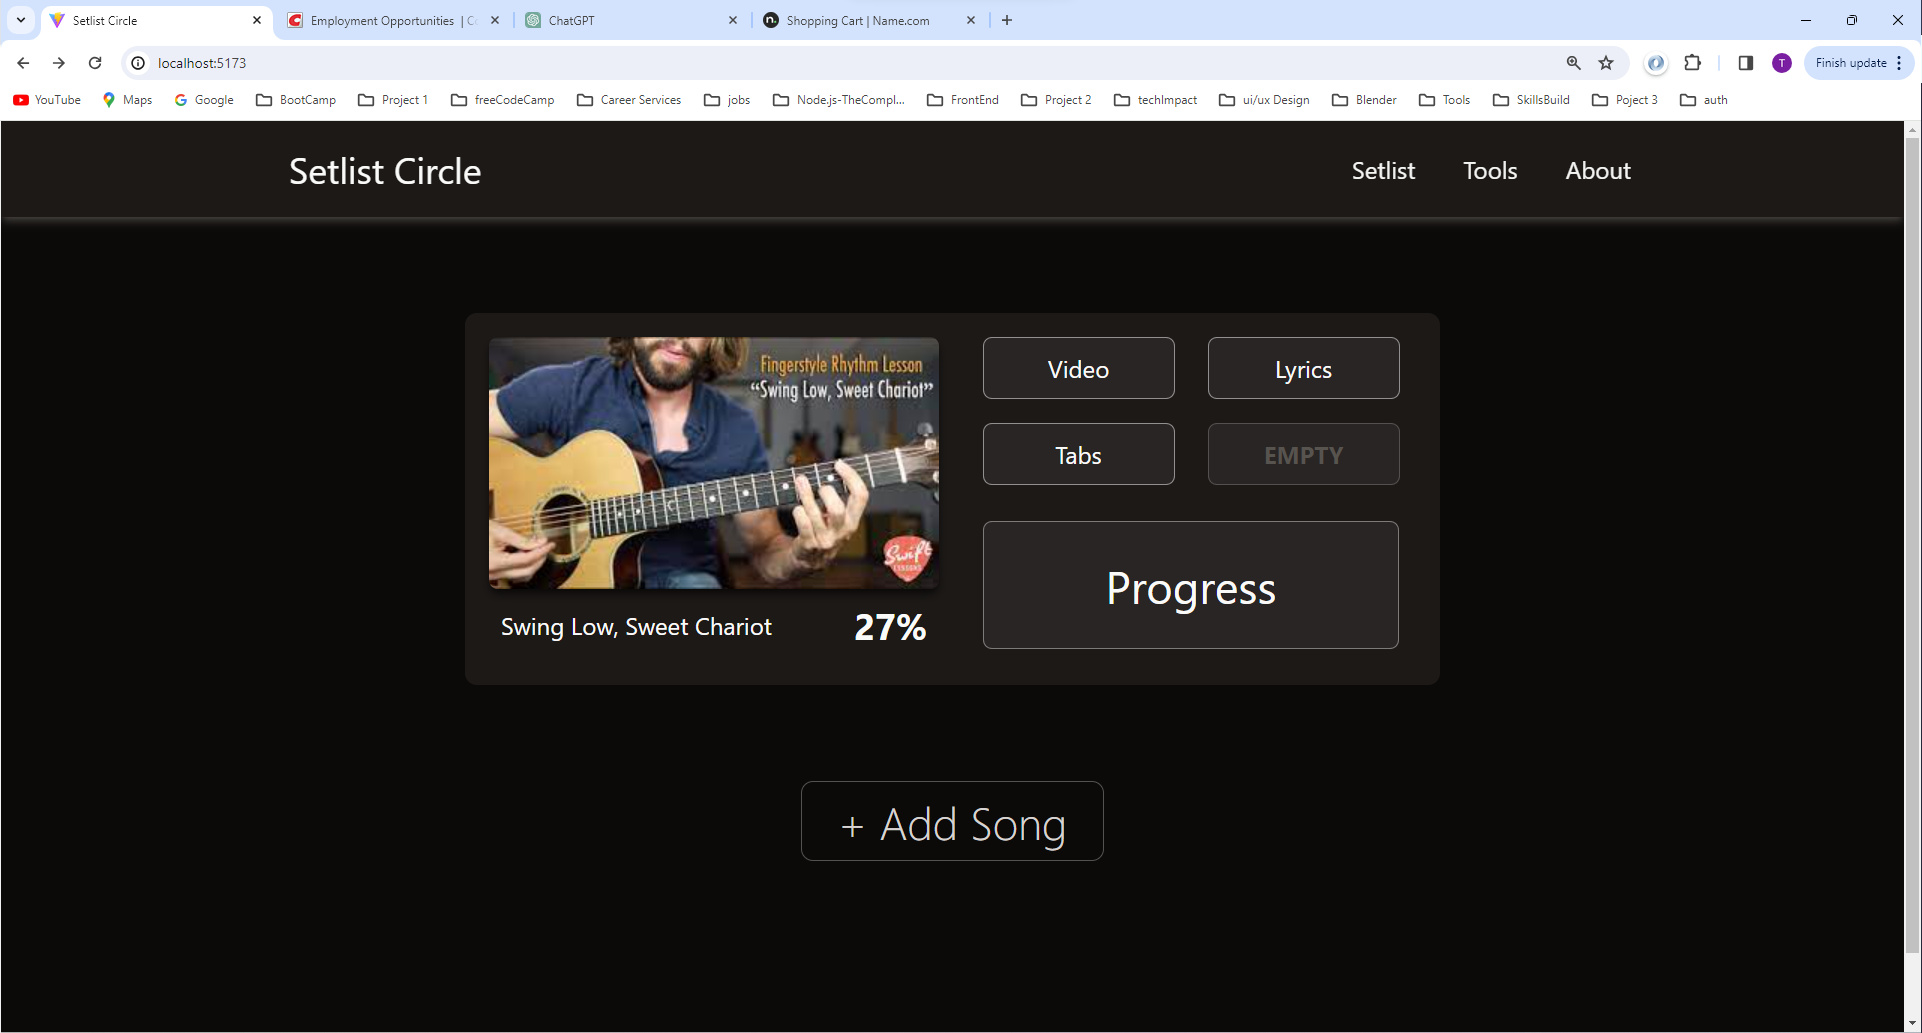 Setlist Circle
Employment Opportunities | Co
ChatGPT
Shopping Cart | Name.com
localhost:5173
T
Finish update
YouTube Maps Google BootCamp Project 1 freeCodeCamp Career Services jobs Node.js-TheCompl... FrontEnd Project 2 techImpact ui/ux Design Blender Tools SkillsBuild Poject 3 auth
Setlist Circle
Setlist Tools About
Fingerstyle Rhythm Lesson
“Swing Low, Sweet Chariot”
Swift
LESSONS
Swing Low, Sweet Chariot 27%
Video Lyrics
Tabs EMPTY
Progress
+ Add Song